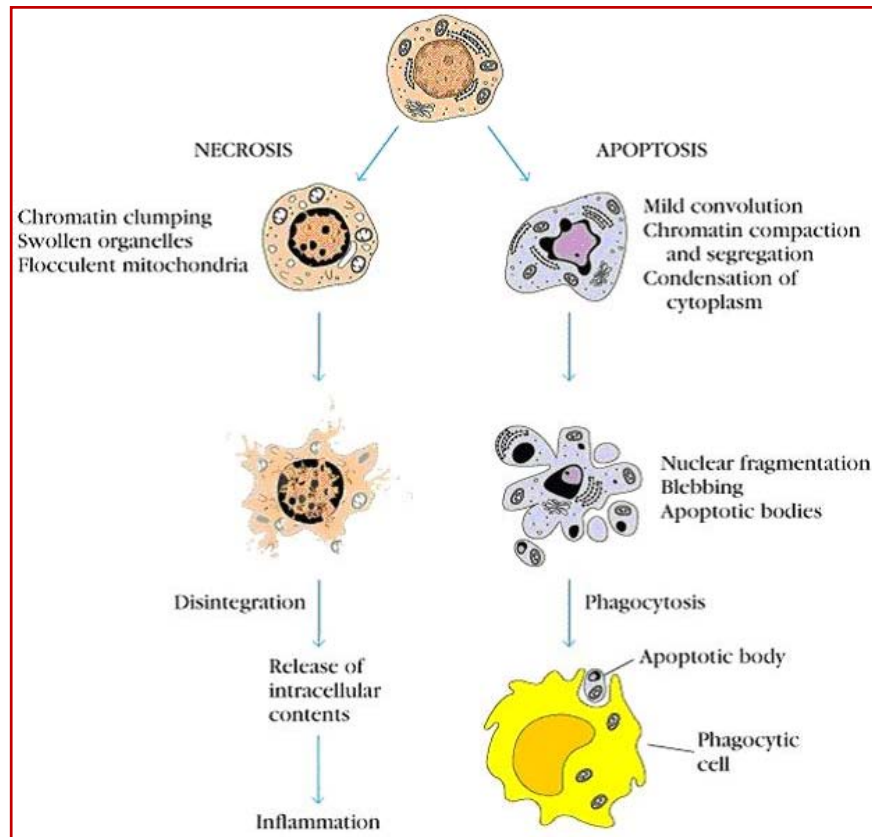 NECROSIS
APOPTOSIS
Chromatin clumping
Swollen organelles
Flocculent mitochondria
Mild convolution
Chromatin compaction
and segregation
Condensation of
cytoplasm
Nuclear fragmentation
Blebbing
Apoptotic bodies
Disintegration
Phagocytosis
Release of
intracellular
contents
Apoptotic body
Phagocytic
cell
Inflammation